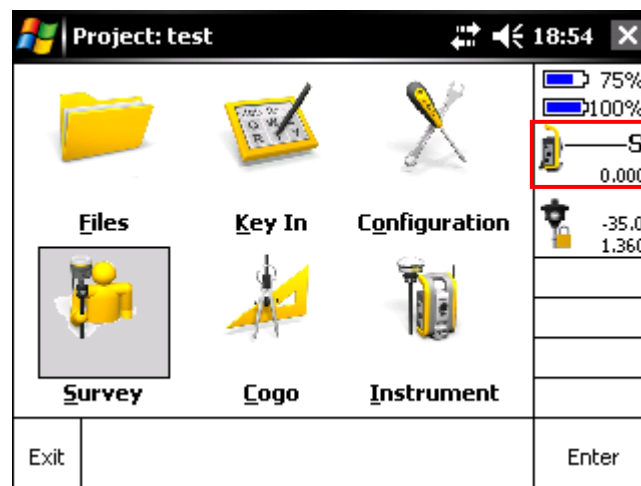 Project: test
18:54
75%
100%
S
0.000
Files
Key In
Configuration
-35.0
1.360
Survey
Cogo
Instrument
Exit
Enter